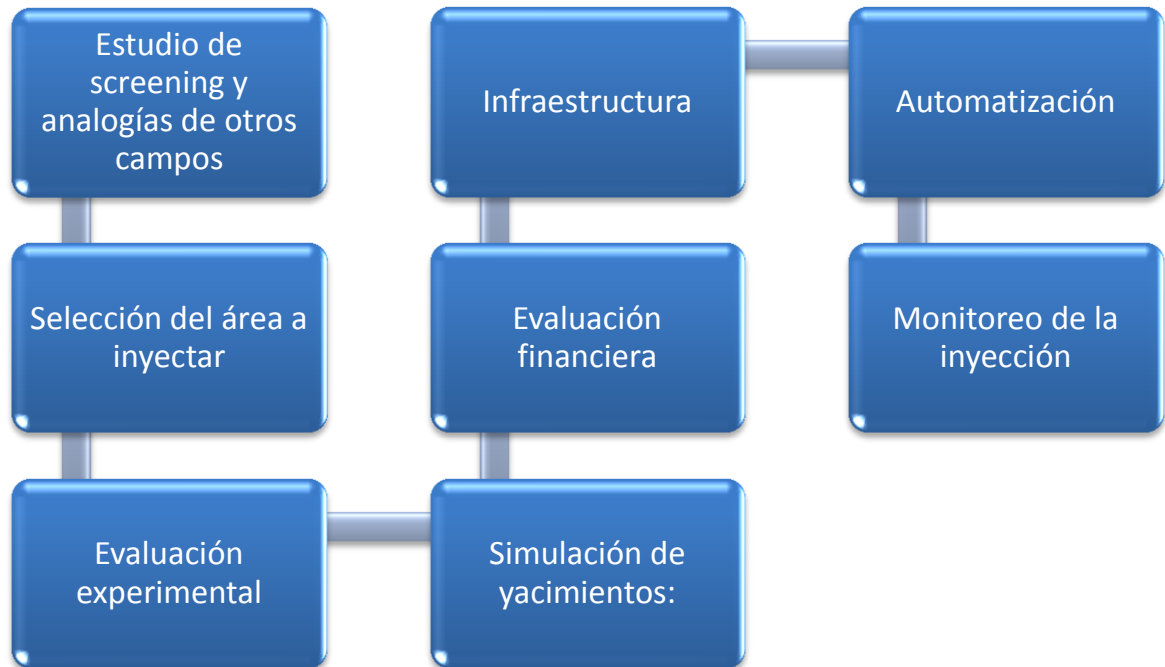 Estudio de
screening y
analogías de otros
campos
Selección del área a
inyectar
Evaluación
experimental
Simulación de
yacimientos:
Evaluación
financiera
Infraestructura
Automatización
Monitoreo de la
inyección